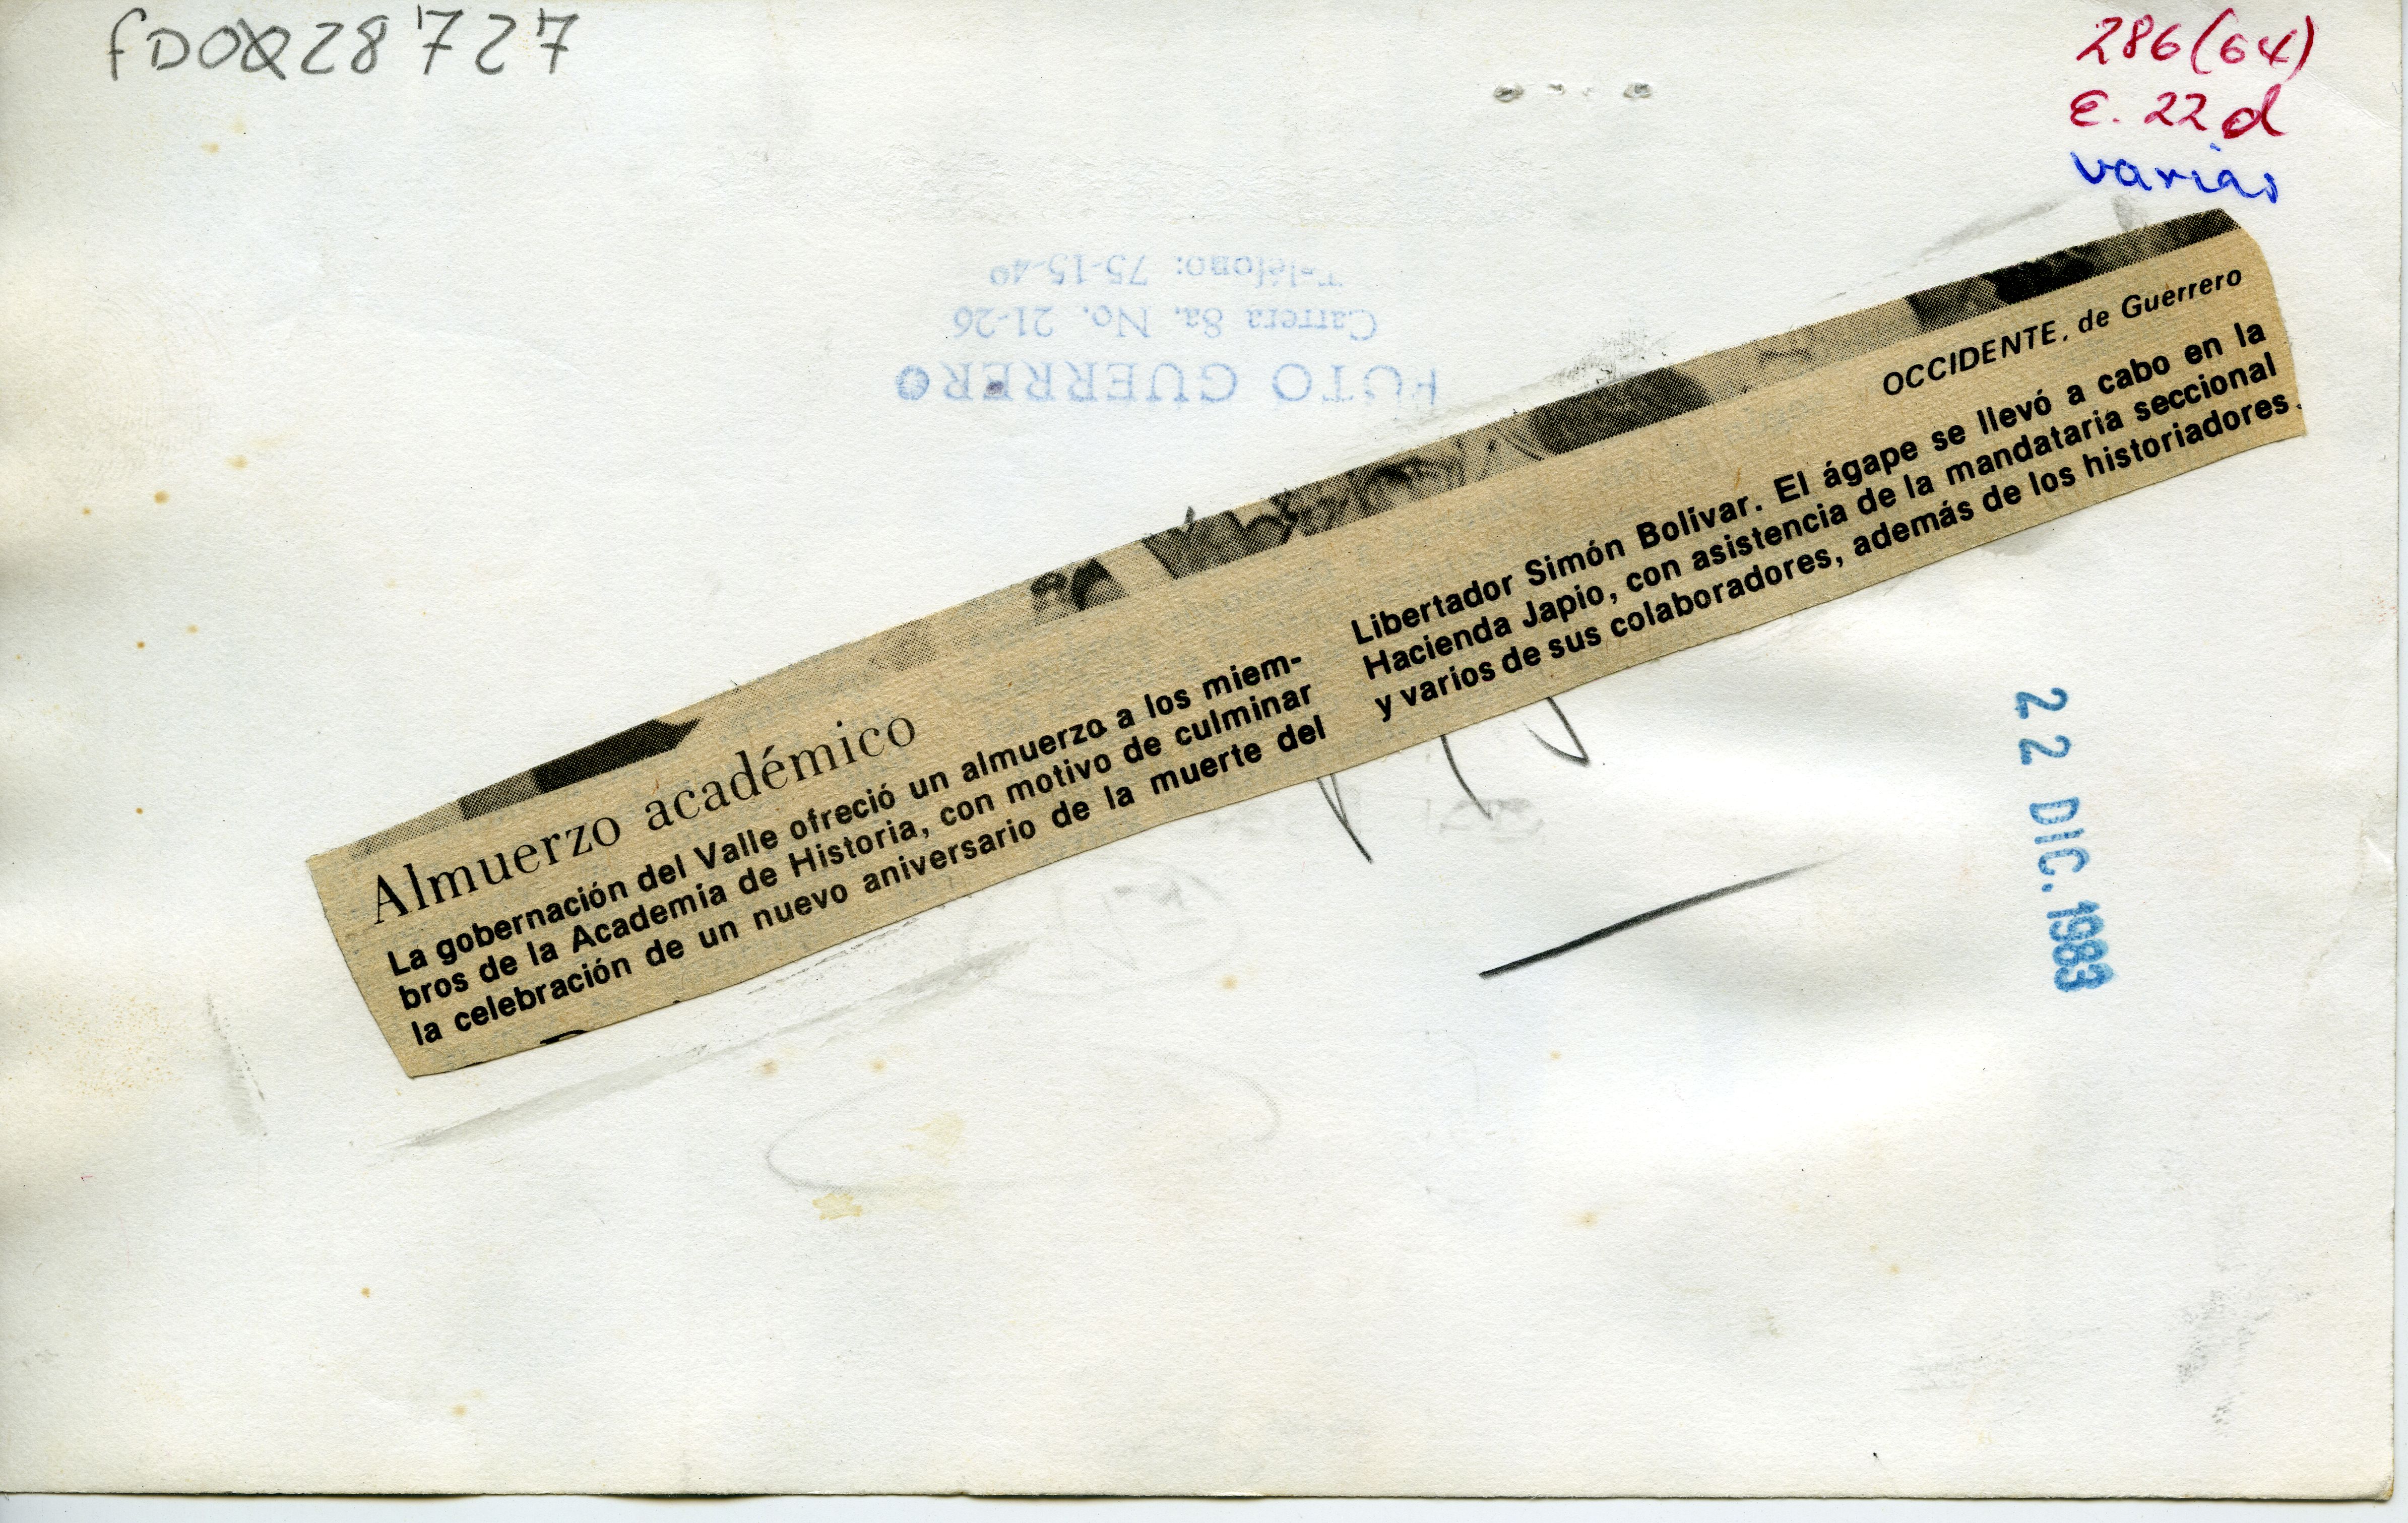 FD0028727
286(64)
E. 22d
varias
FOTO GUERRERO
Carrera 8a. No. 21-26
Teléfono: 75-15-49
OCCIDENTE, de Guerrero
Almuerzo académico
La gobernación del Valle ofreció un almuerzo a los miem-
bros de la Academia de Historia, con motivo de culminar
la celebración de un nuevo aniversario de la muerte del
Libertador Simón Bolívar. El ágape se llevó a cabo en la
Hacienda Japio, con asistencia de la mandataria seccional
y varios de sus colaboradores, además de los historiadores.
22 DIC. 1983